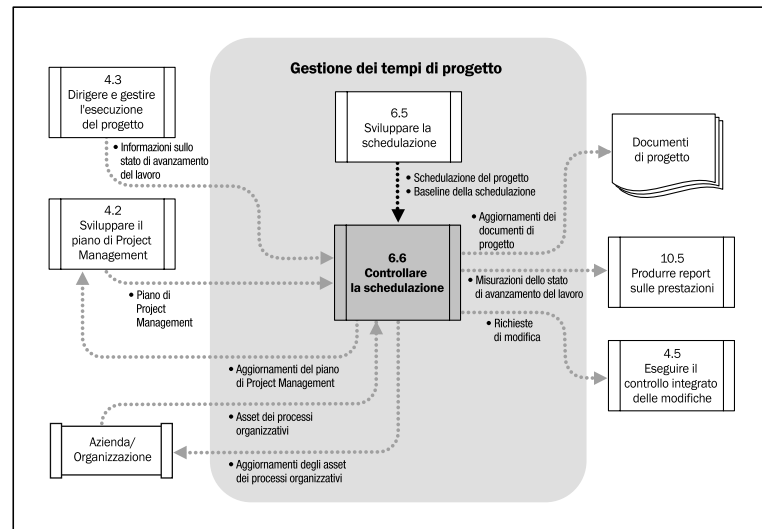 Gestione dei tempi di progetto
4.3
Dirigere e gestire
l'esecuzione
del progetto
• Informazioni sullo
stato di avanzamento
del lavoro
6.5
Sviluppare la
schedulazione
• Schedulazione del progetto
• Baseline della schedulazione
Documenti
di progetto
4.2
Sviluppare il
piano di Project
Management
• Piano di
Project
Management
6.6
Controllare
la schedulazione
• Aggiornamenti dei
documenti di
progetto
• Misurazioni dello stato
di avanzamento del lavoro
• Richieste
di modifica
10.5
Produrre report
sulle prestazioni
4.5
Eseguire il
controllo integrato
delle modifiche
• Aggiornamenti del piano
di Project Management
• Asset dei processi
organizzativi
Azienda/
Organizzazione
• Aggiornamenti degli asset
dei processi organizzativi